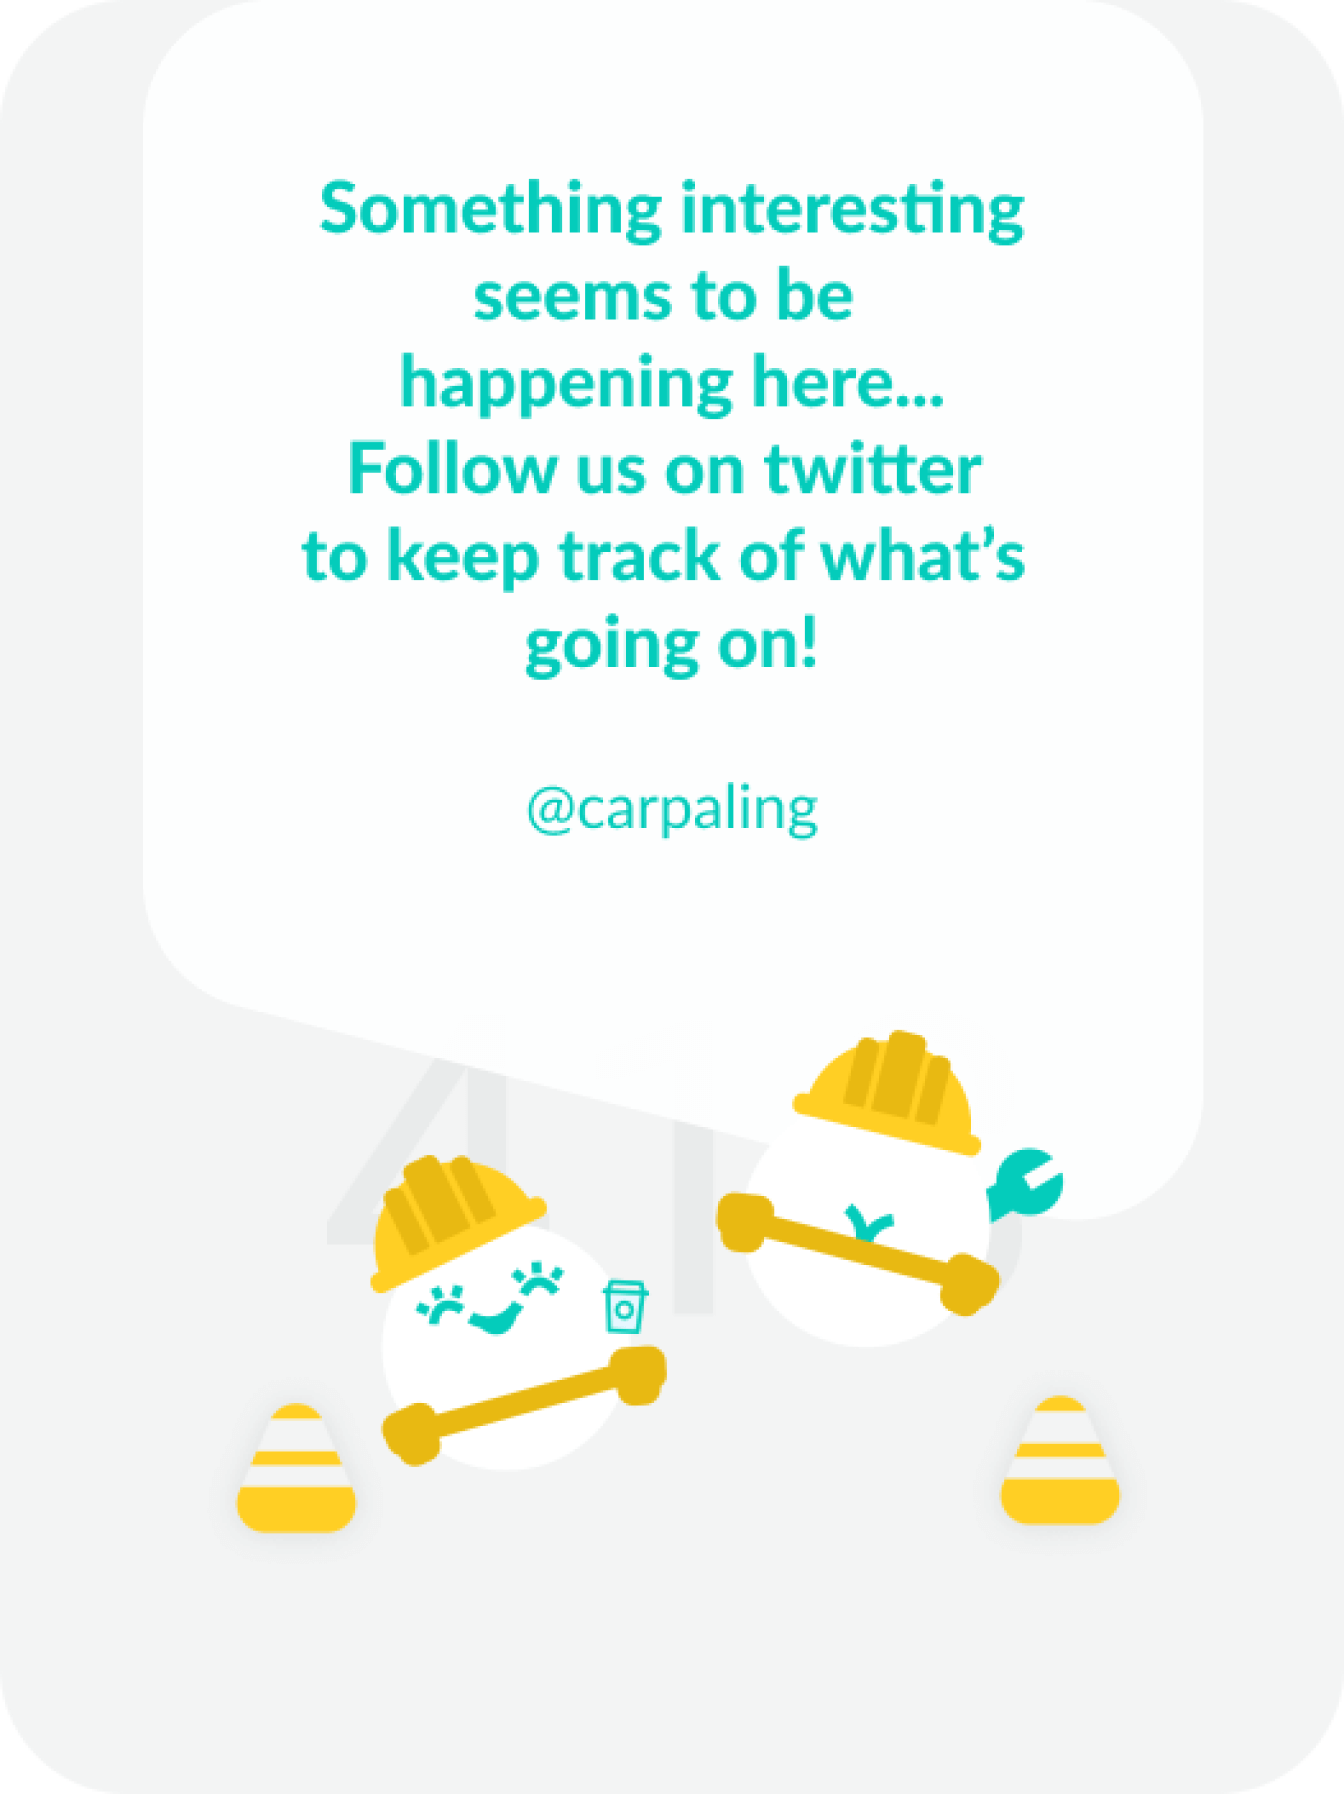 Something interesting
seems to be
happening here...
Follow us on twitter
to keep track of what’s
going on!
@carpaling